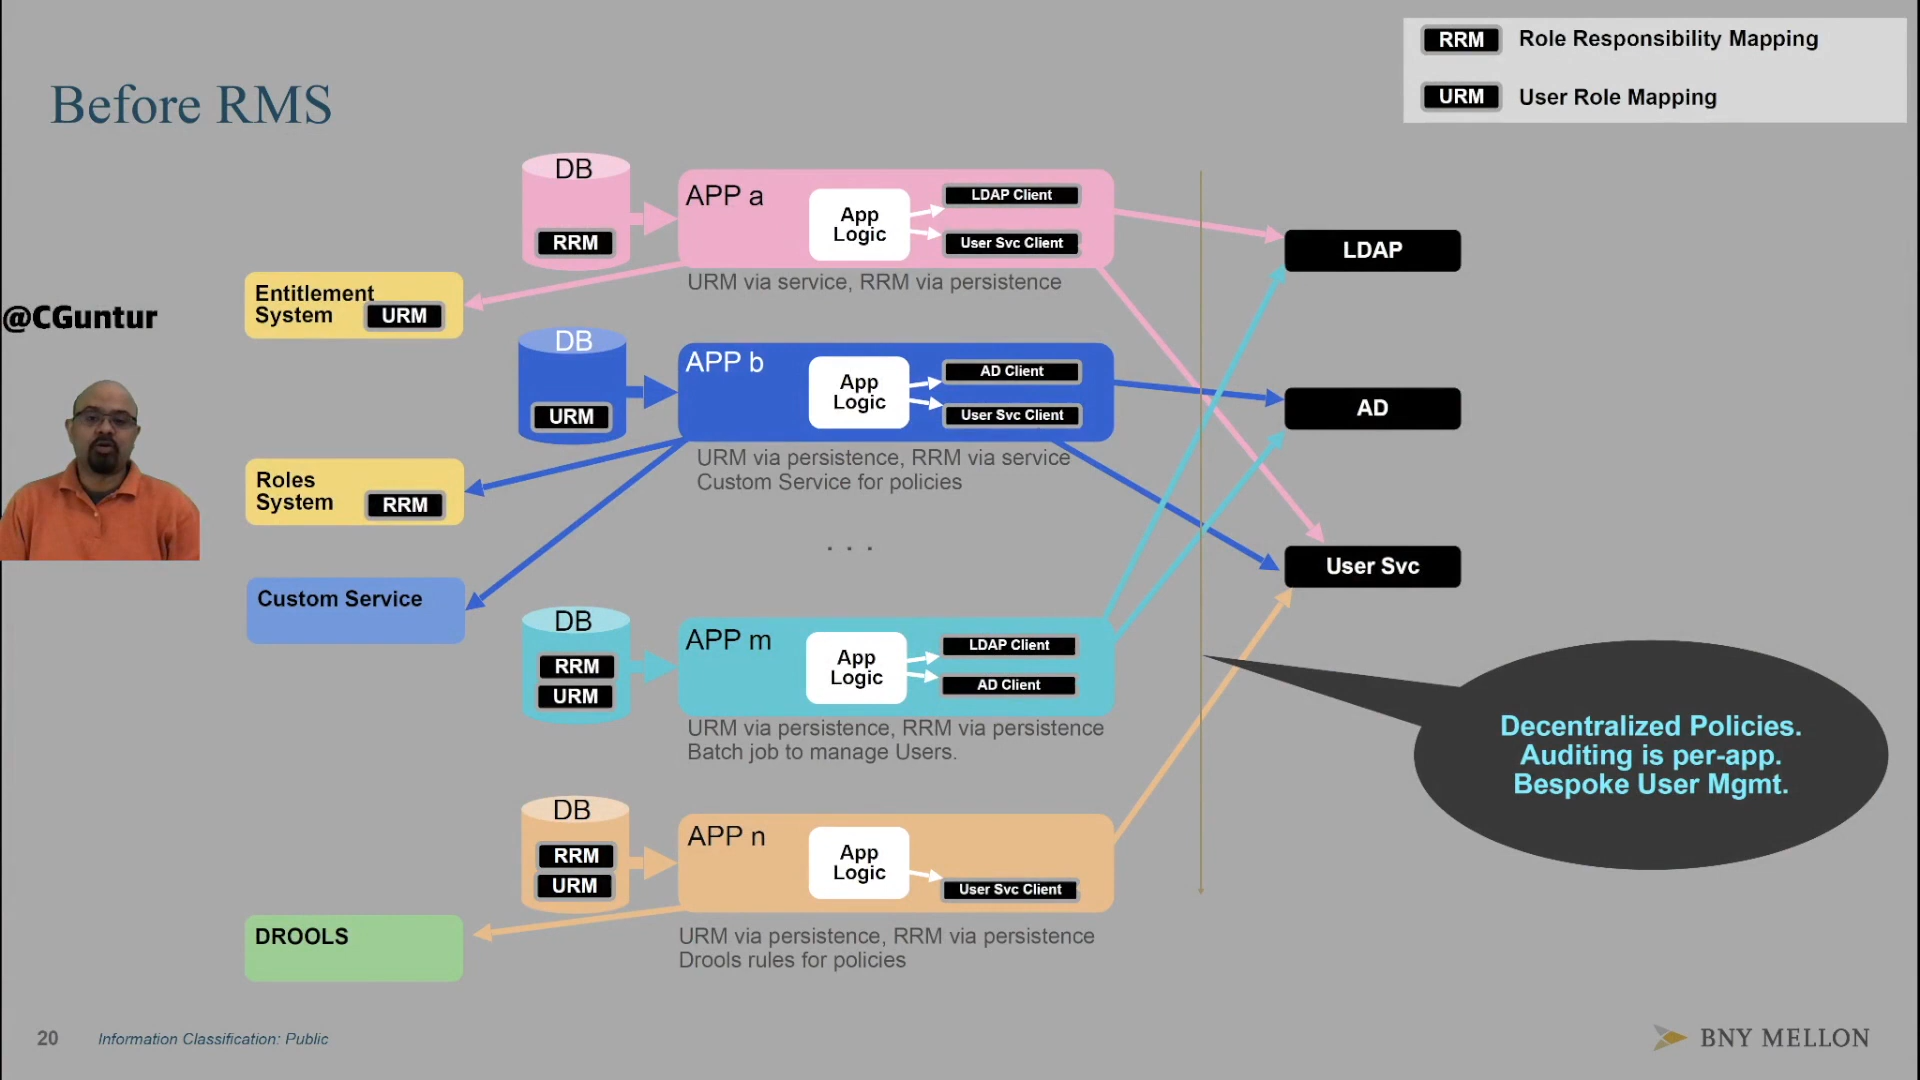 RRM Role Responsibility Mapping
URM User Role Mapping
Before RMS
DB
RRM
APP a
App
Logic
LDAP Client
User Svc Client
URM via service, RRM via persistence
LDAP
Entitlement
System URM
@CGuntur
DB
URM
APP b
App
Logic
AD Client
User Svc Client
URM via persistence, RRM via service
Custom Service for policies
AD
Roles
System RRM
. . .
User Svc
Custom Service
DB
RRM
URM
APP m
App
Logic
LDAP Client
AD Client
URM via persistence, RRM via persistence
Batch job to manage Users.
Decentralized Policies.
Auditing is per-app.
Bespoke User Mgmt.
DB
RRM
URM
APP n
App
Logic
User Svc Client
URM via persistence, RRM via persistence
Drools rules for policies
DROOLS
20 Information Classification: Public
BNY MELLON